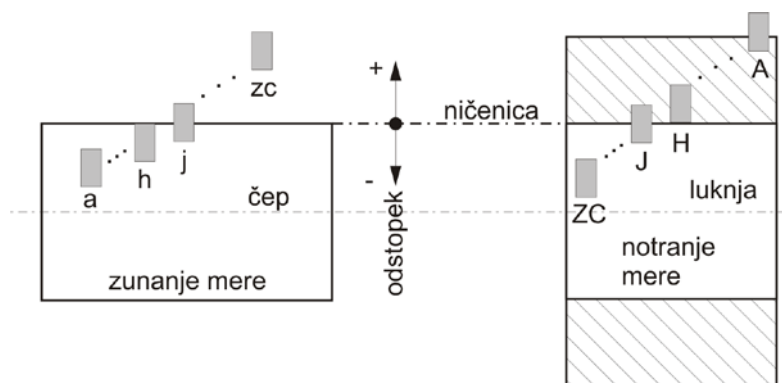 zc
+
A
ničenica
j
h
a
J
H
-
čep
ZC
luknja
odstopek
zunanje mere
notranje
mere